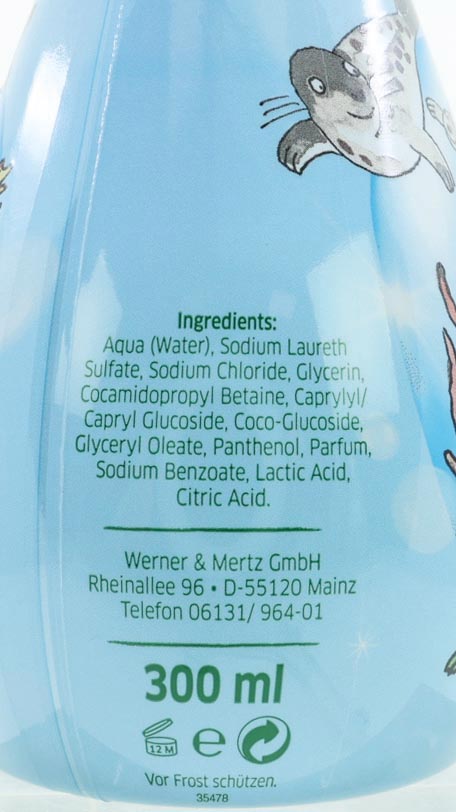 Ingredients:
Aqua (Water), Sodium Laureth
Sulfate, Sodium Chloride, Glycerin,
Cocamidopropyl Betaine, Caprylyl/
Capryl Glucoside, Coco-Glucoside,
Glyceryl Oleate, Panthenol, Parfum,
Sodium Benzoate, Lactic Acid,
Citric Acid.
Werner & Mertz GmbH
Rheinallee 96 • D-55120 Mainz
Telefon 06131/ 964-01
300 ml
12 M ℮
Vor Frost schützen.
35478